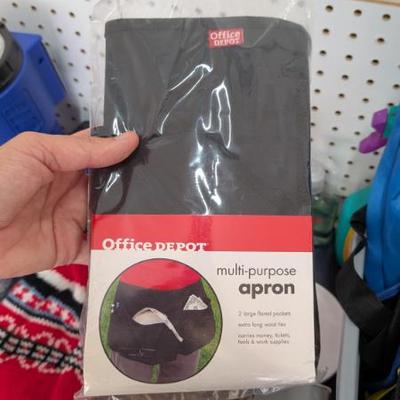 Office
DEPOT
Office DEPOT
multi-purpose
apron
2 large flared pockets
extra long waist ties
carries money, tickets,
tools & work supplies